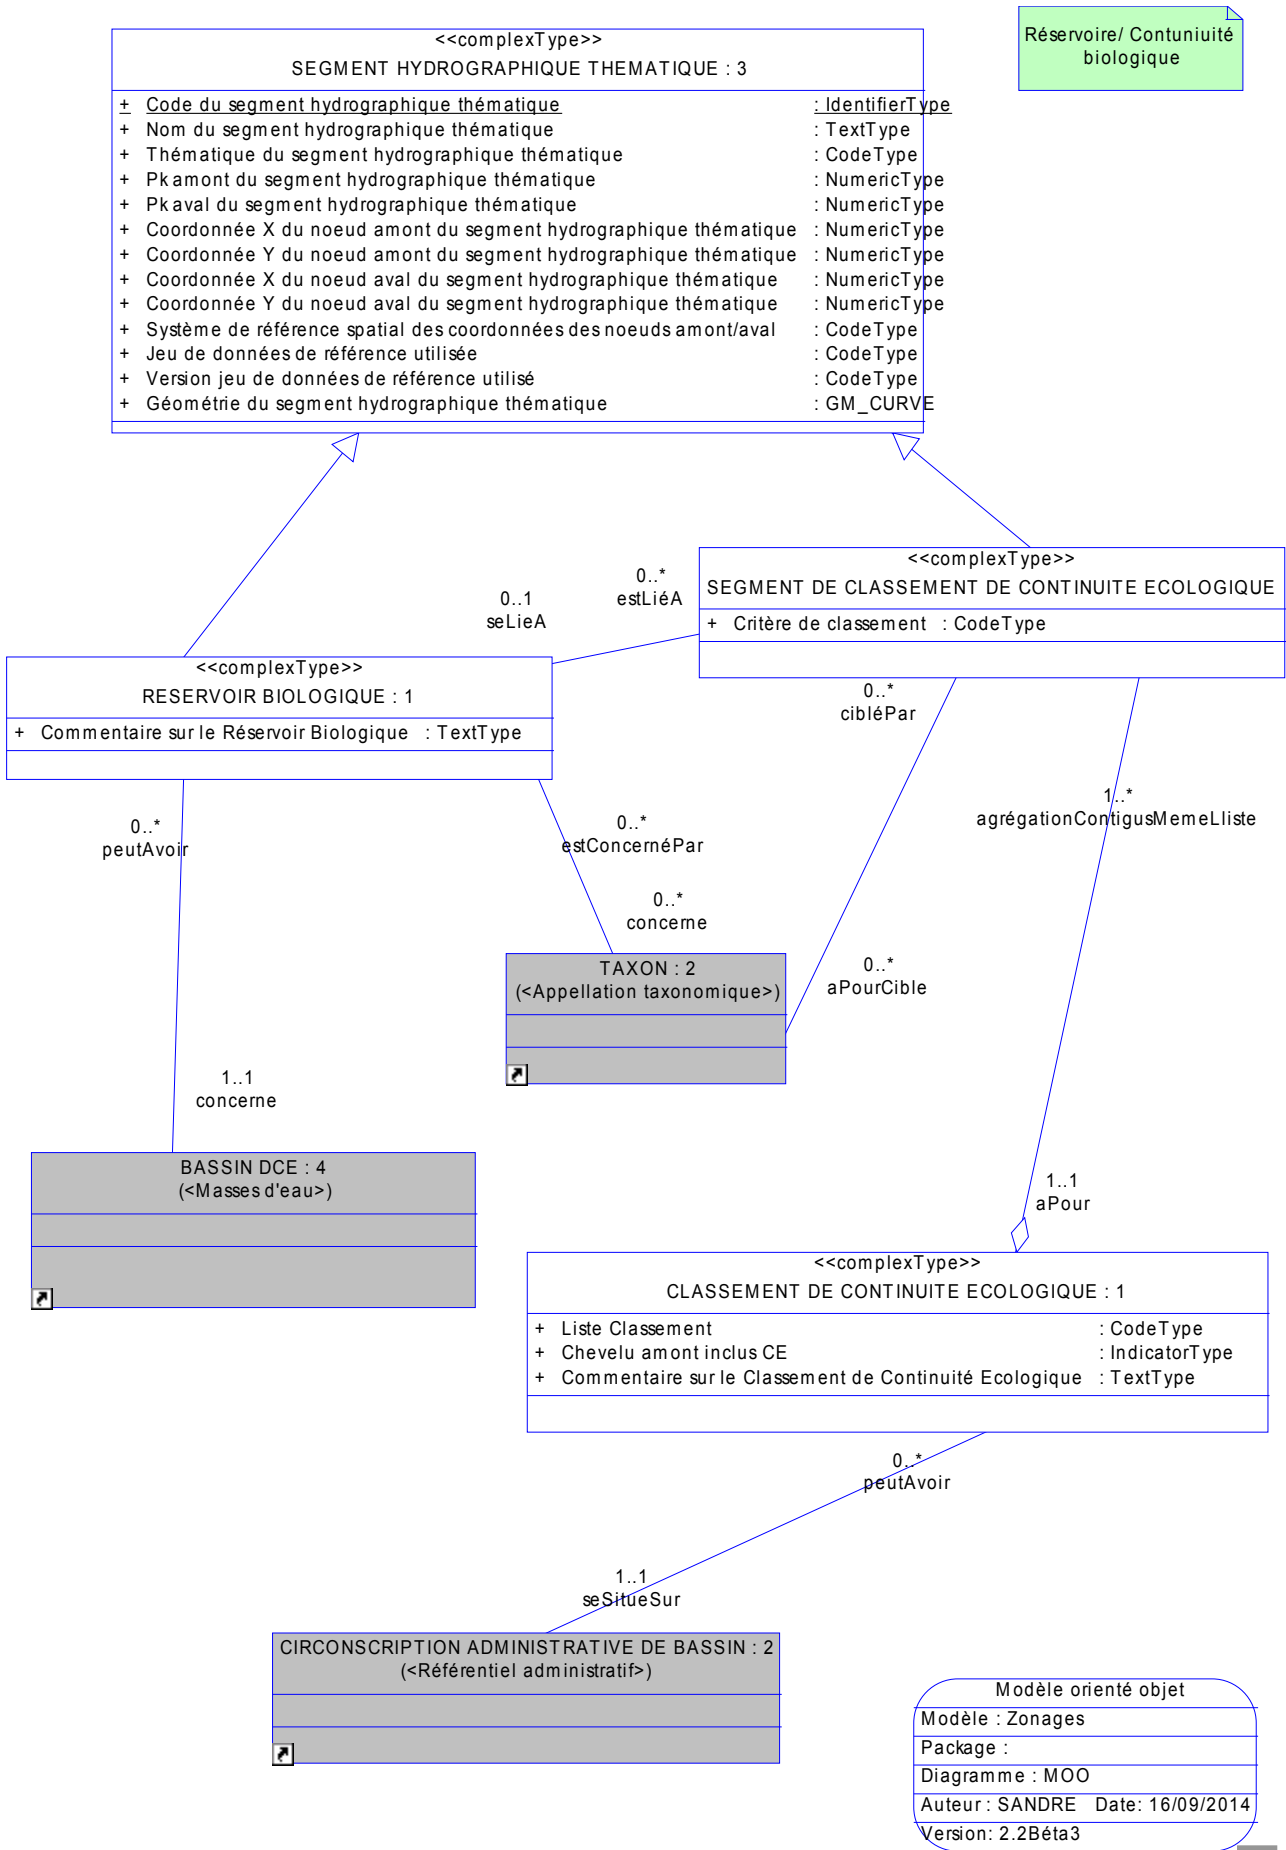 Réservoire/ Contuniuité
biologique
<<complexType>>
SEGMENT HYDROGRAPHIQUE THEMATIQUE : 3
+ Code du segment hydrographique thématique : IdentifierType
+ Nom du segment hydrographique thématique : TextType
+ Thématique du segment hydrographique thématique : CodeType
+ Pk amont du segment hydrographique thématique : NumericType
+ Pk aval du segment hydrographique thématique : NumericType
+ Coordonnée X du noeud amont du segment hydrographique thématique : NumericType
+ Coordonnée Y du noeud amont du segment hydrographique thématique : NumericType
+ Coordonnée X du noeud aval du segment hydrographique thématique : NumericType
+ Coordonnée Y du noeud aval du segment hydrographique thématique : NumericType
+ Système de référence spatial des coordonnées des noeuds amont/aval : CodeType
+ Jeu de données de référence utilisée : CodeType
+ Version jeu de données de référence utilisé : CodeType
+ Géométrie du segment hydrographique thématique : GM_CURVE
<<complexType>>
SEGMENT DE CLASSEMENT DE CONTINUITE ECOLOGIQUE
+ Critère de classement : CodeType
0..*
estLiéA
0..1
seLieA
<<complexType>>
RESERVOIR BIOLOGIQUE : 1
+ Commentaire sur le Réservoir Biologique : TextType
0..*
cibléPar
1..*
agrégationContigusMemeLliste
0..*
peutAvoir
0..*
estConcernéPar
0..*
concerne
TAXON : 2
(<Appellation taxonomique>)
0..*
aPourCible
1..1
concerne
BASSIN DCE : 4
(<Masses d'eau>)
1..1
aPour
<<complexType>>
CLASSEMENT DE CONTINUITE ECOLOGIQUE : 1
+ Liste Classement : CodeType
+ Chevelu amont inclus CE : IndicatorType
+ Commentaire sur le Classement de Continuité Ecologique : TextType
0..*
peutAvoir
1..1
seSitueSur
CIRCONSCRIPTION ADMINISTRATIVE DE BASSIN : 2
(<Référentiel administratif>)
Modèle orienté objet
Modèle : Zonages
Package :
Diagramme : MOO
Auteur : SANDRE Date: 16/09/2014
Version: 2.2Béta3